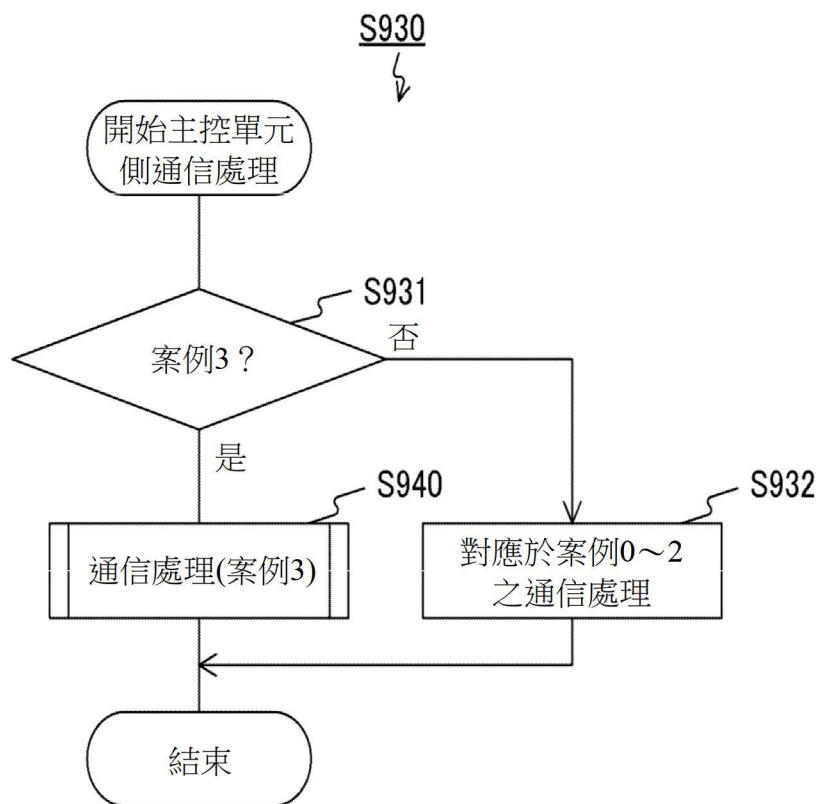 S930
開始主控單元
側通信處理
S931
案例3？
否
是
S940
通信處理(案例3)
S932
對應於案例0～2
之通信處理
結束